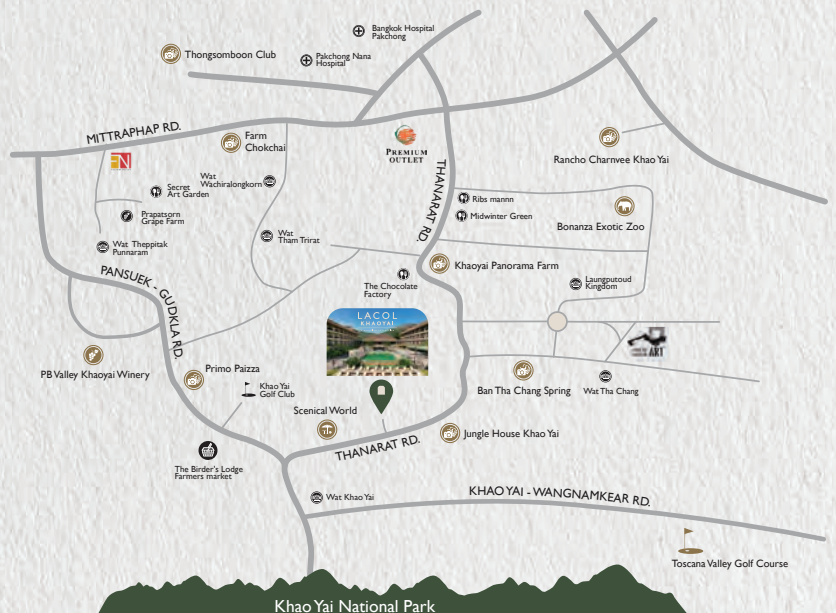 Bangkok Hospital
Pakchong
Thongsomboon Club
Pakchong Nana
Hospital
MITTRAPHAP RD.
Farm
Chokchai
PREMIUM
OUTLET
THANARAT RD.
Rancho Charnvee Khao Yai
FN
Wat
Wachiralongkorn
Secret
Art Garden
Ribs mannn
Prapatsorn
Grape Farm
Midwinter Green
Bonanza Exotic Zoo
Wat Theppitak
Punnaram
Wat
Tham Trirat
Khaoyai Panorama Farm
PANSUEK - GUDKLA RD.
The Chocolate
Factory
Laungputoud
Kingdom
LACOL
KHAOYAI
ART
PB Valley Khaoyai Winery
Primo Paizza
Khao Yai
Golf Club
Ban Tha Chang Spring
Wat Tha Chang
Scenical World
THANARAT RD.
Jungle House Khao Yai
The Birder's Lodge
Farmers market
Wat Khao Yai
KHAO YAI - WANGNAMKEAR RD.
Toscana Valley Golf Course
Khao Yai National Park